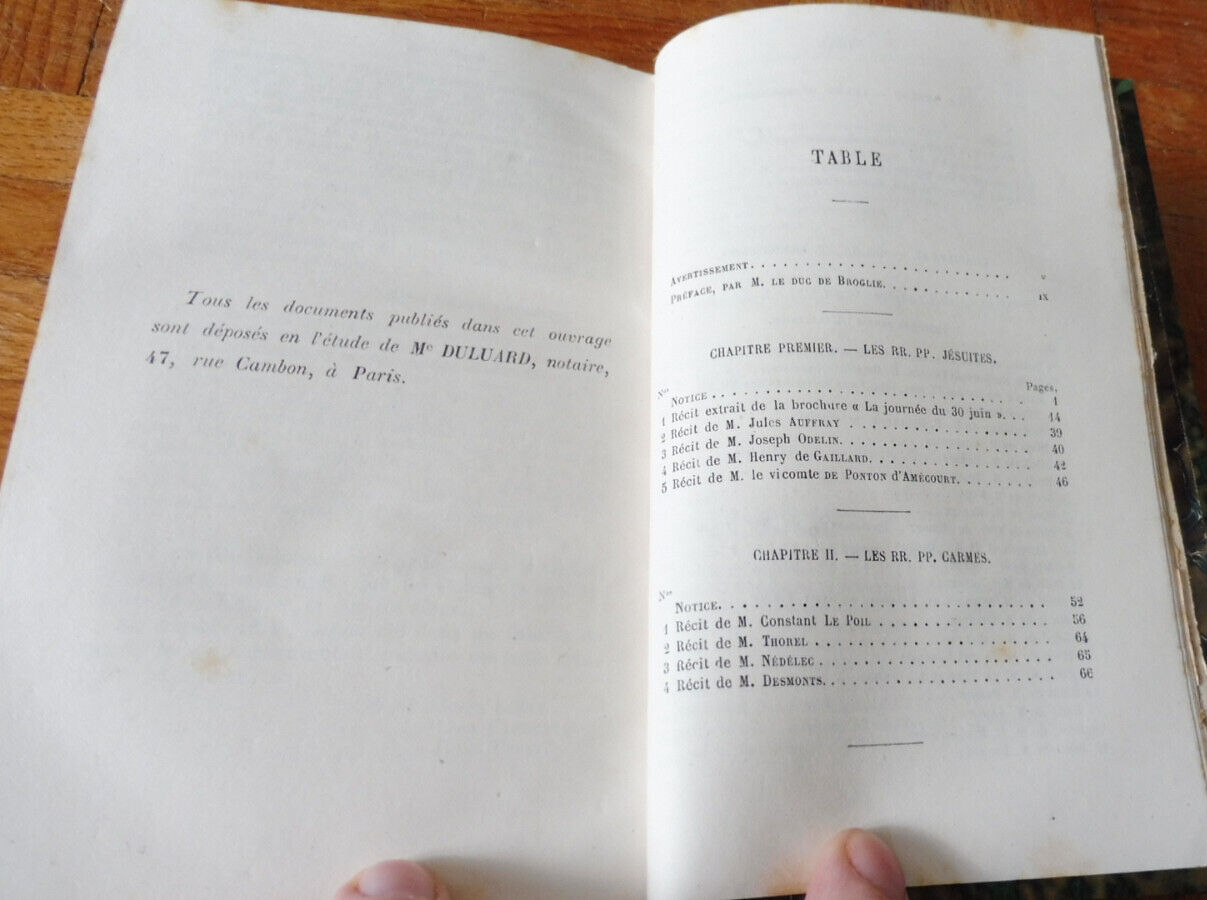 Tous les documents publiés dans cet ouvrage
sont déposés en l'étude de Mᵉ DULUARD, notaire,
47, rue Cambon, à Paris.
TABLE
AVERTISSEMENT. . . . . . . . . . . . . . . . . . . . . . . . . . v
PRÉFACE, PAR M. LE DUC DE BROGLIE. . . . . . . . . . . . . IX
CHAPITRE PREMIER. — LES RR. PP. JÉSUITES.
Nᵒˢ Pages.
NOTICE . . . . . . . . . . . . . . . . . . . . . . . . . . . . 1
1 Récit extrait de la brochure « La journée du 30 juin ». . . 14
2 Récit de M. Jules AUFFRAY . . . . . . . . . . . . . . . . . 39
3 Récit de M. Joseph ODELIN. . . . . . . . . . . . . . . . . 40
4 Récit de M. Henry de GAILLARD. . . . . . . . . . . . . . . 42
5 Récit de M. le vicomte DE PONTON D'AMÉCOURT. . . . . . . . 46
CHAPITRE II. — LES RR. PP. CARMES.
Nᵒˢ
NOTICE. . . . . . . . . . . . . . . . . . . . . . . . . . . . 52
1 Récit de M. Constant LE POIL . . . . . . . . . . . . . . . 56
2 Récit de M. THOREL . . . . . . . . . . . . . . . . . . . . 64
3 Récit de M. NÉDÉLEC . . . . . . . . . . . . . . . . . . . 65
4 Récit de M. DESMONTS. . . . . . . . . . . . . . . . . . . 66